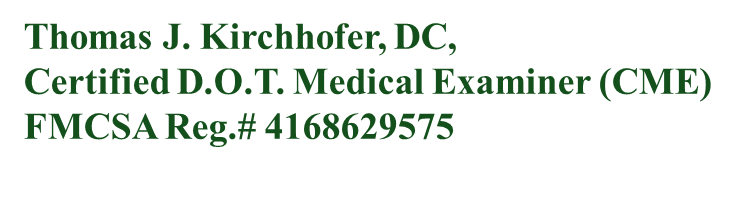 Thomas J. Kirchhofer, DC,
Certified D.O.T. Medical Examiner (CME)
FMCSA Reg.# 4168629575